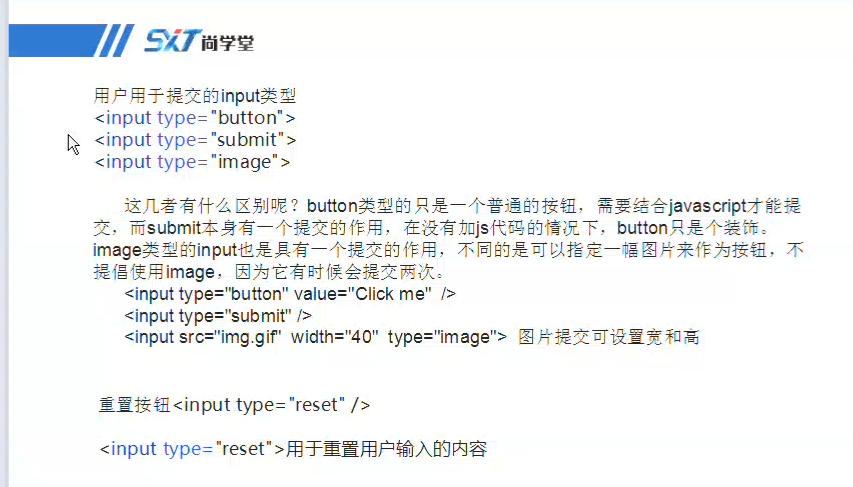 SXT尚学堂
用户用于提交的input类型
<input type="button">
<input type="submit">
<input type="image">
这几者有什么区别呢？button类型的只是一个普通的按钮，需要结合javascript才能提
交，而submit本身有一个提交的作用，在没有加js代码的情况下，button只是个装饰。
image类型的input也是具有一个提交的作用，不同的是可以指定一幅图片来作为按钮，不
提倡使用image，因为它有时候会提交两次。
<input type="button" value="Click me" />
<input type="submit" />
<input src="img.gif" width="40" type="image"> 图片提交可设置宽和高
重置按钮<input type="reset" />
<input type="reset">用于重置用户输入的内容